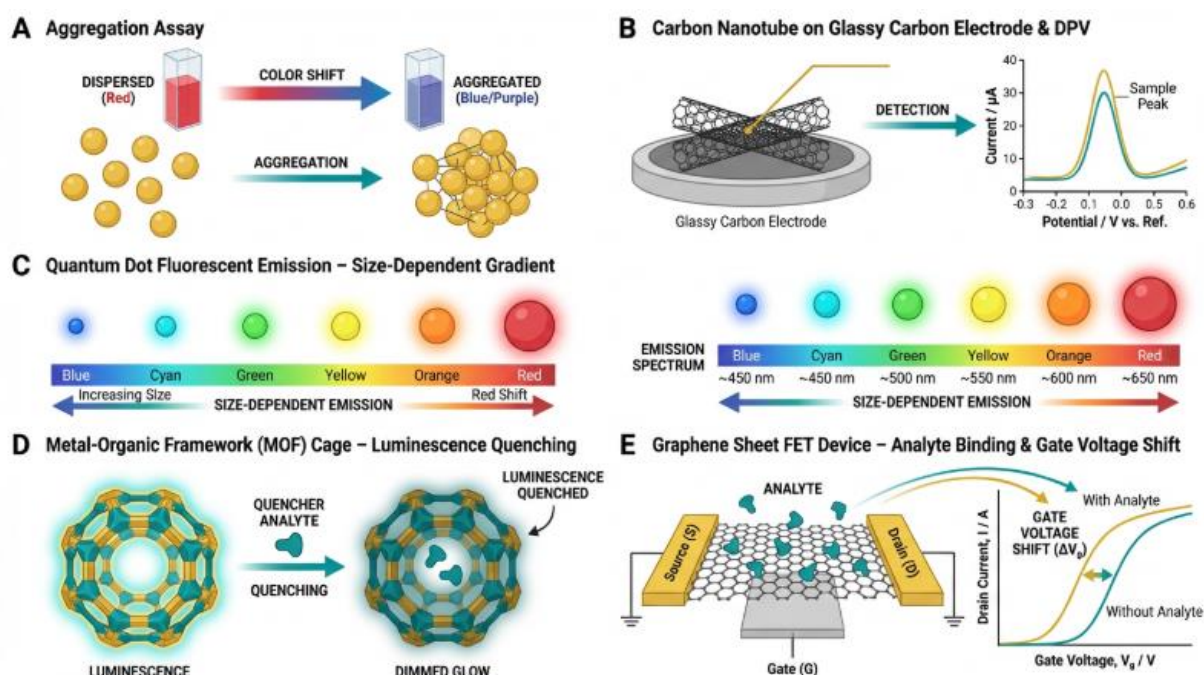 A Aggregation Assay
DISPERSED
(Red)
COLOR SHIFT
AGGREGATED
(Blue/Purple)
AGGREGATION
B Carbon Nanotube on Glassy Carbon Electrode & DPV
DETECTION
Glassy Carbon Electrode
Current / µA
40
30
20
10
0
Sample
Peak
-0.3 -0.2 0.1 0.0 0.5 0.6
Potential / V vs. Ref.
C Quantum Dot Fluorescent Emission – Size-Dependent Gradient
Blue Cyan Green Yellow Orange Red
Increasing SIze
Red Shift
SIZE-DEPENDENT EMISSION
EMISSION
SPECTRUM
Blue Cyan Green Yellow Orange Red
~450 nm ~450 nm ~500 nm ~550 nm ~600 nm ~650 nm
SIZE-DEPENDENT EMISSION
D Metal-Organic Framework (MOF) Cage – Luminescence Quenching
QUENCHER
ANALYTE
QUENCHING
LUMINESCENCE
QUENCHED
LUMINESCENCE
DIMMED GLOW
E Graphene Sheet FET Device – Analyte Binding & Gate Voltage Shift
ANALYTE
Source (S)
Drain (D)
Gate (G)
Drain Current, I / A
With Analyte
GATE
VOLTAGE
SHIFT (ΔVg)
Without Analyte
Gate Voltage, Vg / V